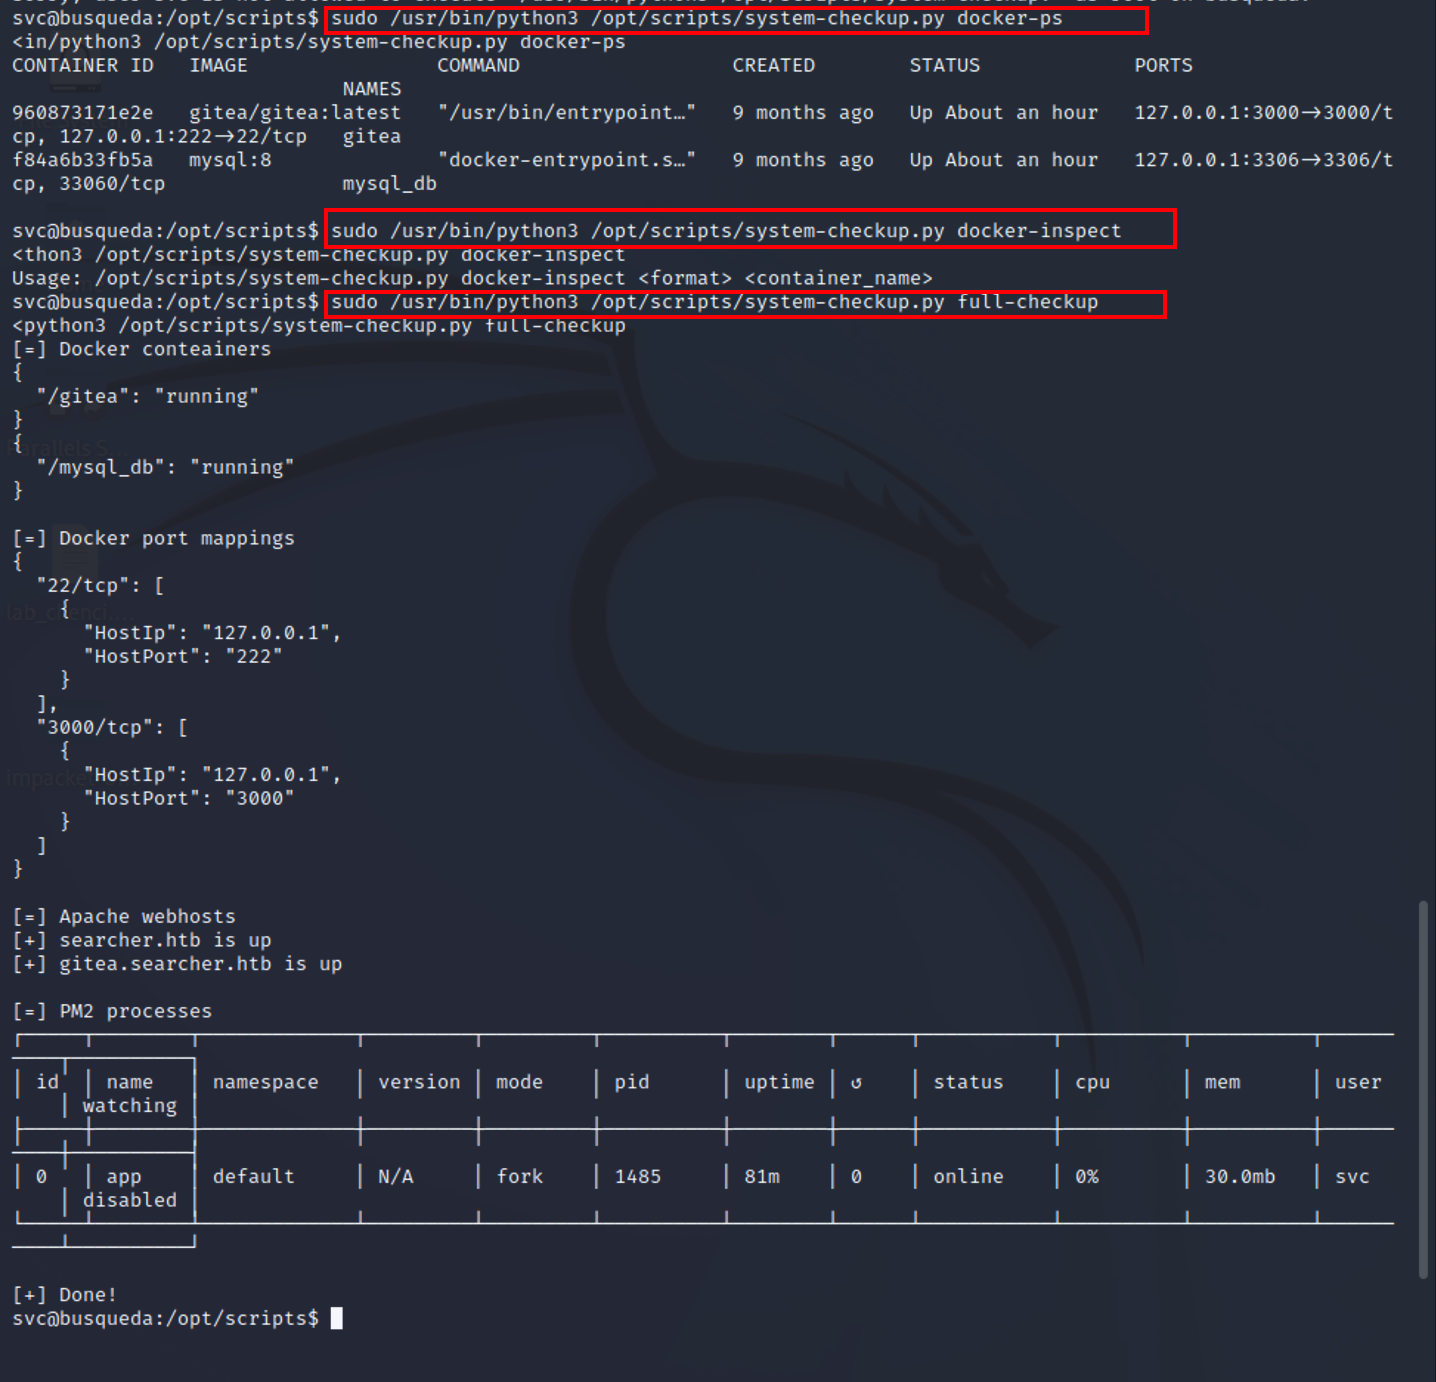 svc@busqueda:/opt/scripts$ sudo /usr/bin/python3 /opt/scripts/system-checkup.py docker-ps
<in/python3 /opt/scripts/system-checkup.py docker-ps
CONTAINER ID   IMAGE                COMMAND                  CREATED        STATUS             PORTS
                            NAMES
960873171e2e   gitea/gitea:latest   "/usr/bin/entrypoint…"   9 months ago   Up About an hour   127.0.0.1:3000->3000/t
cp, 127.0.0.1:222->22/tcp   gitea
f84a6b33fb5a   mysql:8              "docker-entrypoint.s…"   9 months ago   Up About an hour   127.0.0.1:3306->3306/t
cp, 33060/tcp               mysql_db
svc@busqueda:/opt/scripts$ sudo /usr/bin/python3 /opt/scripts/system-checkup.py docker-inspect
<thon3 /opt/scripts/system-checkup.py docker-inspect
Usage: /opt/scripts/system-checkup.py docker-inspect <format> <container_name>
svc@busqueda:/opt/scripts$ sudo /usr/bin/python3 /opt/scripts/system-checkup.py full-checkup
<python3 /opt/scripts/system-checkup.py full-checkup
[=] Docker conteainers
{
  "/gitea": "running"
}
{
  "/mysql_db": "running"
}
[=] Docker port mappings
{
  "22/tcp": [
    {
      "HostIp": "127.0.0.1",
      "HostPort": "222"
    }
  ],
  "3000/tcp": [
    {
      "HostIp": "127.0.0.1",
      "HostPort": "3000"
    }
  ]
}
[=] Apache webhosts
[+] searcher.htb is up
[+] gitea.searcher.htb is up
[=] PM2 processes
│ id  │ name   │ namespace   │ version │ mode    │ pid      │ uptime │ ↺    │ status    │ cpu      │ mem      │ user
    │ watching │
│ 0   │ app    │ default     │ N/A     │ fork    │ 1485     │ 81m    │ 0    │ online    │ 0%       │ 30.0mb   │ svc
    │ disabled │
[+] Done!
svc@busqueda:/opt/scripts$